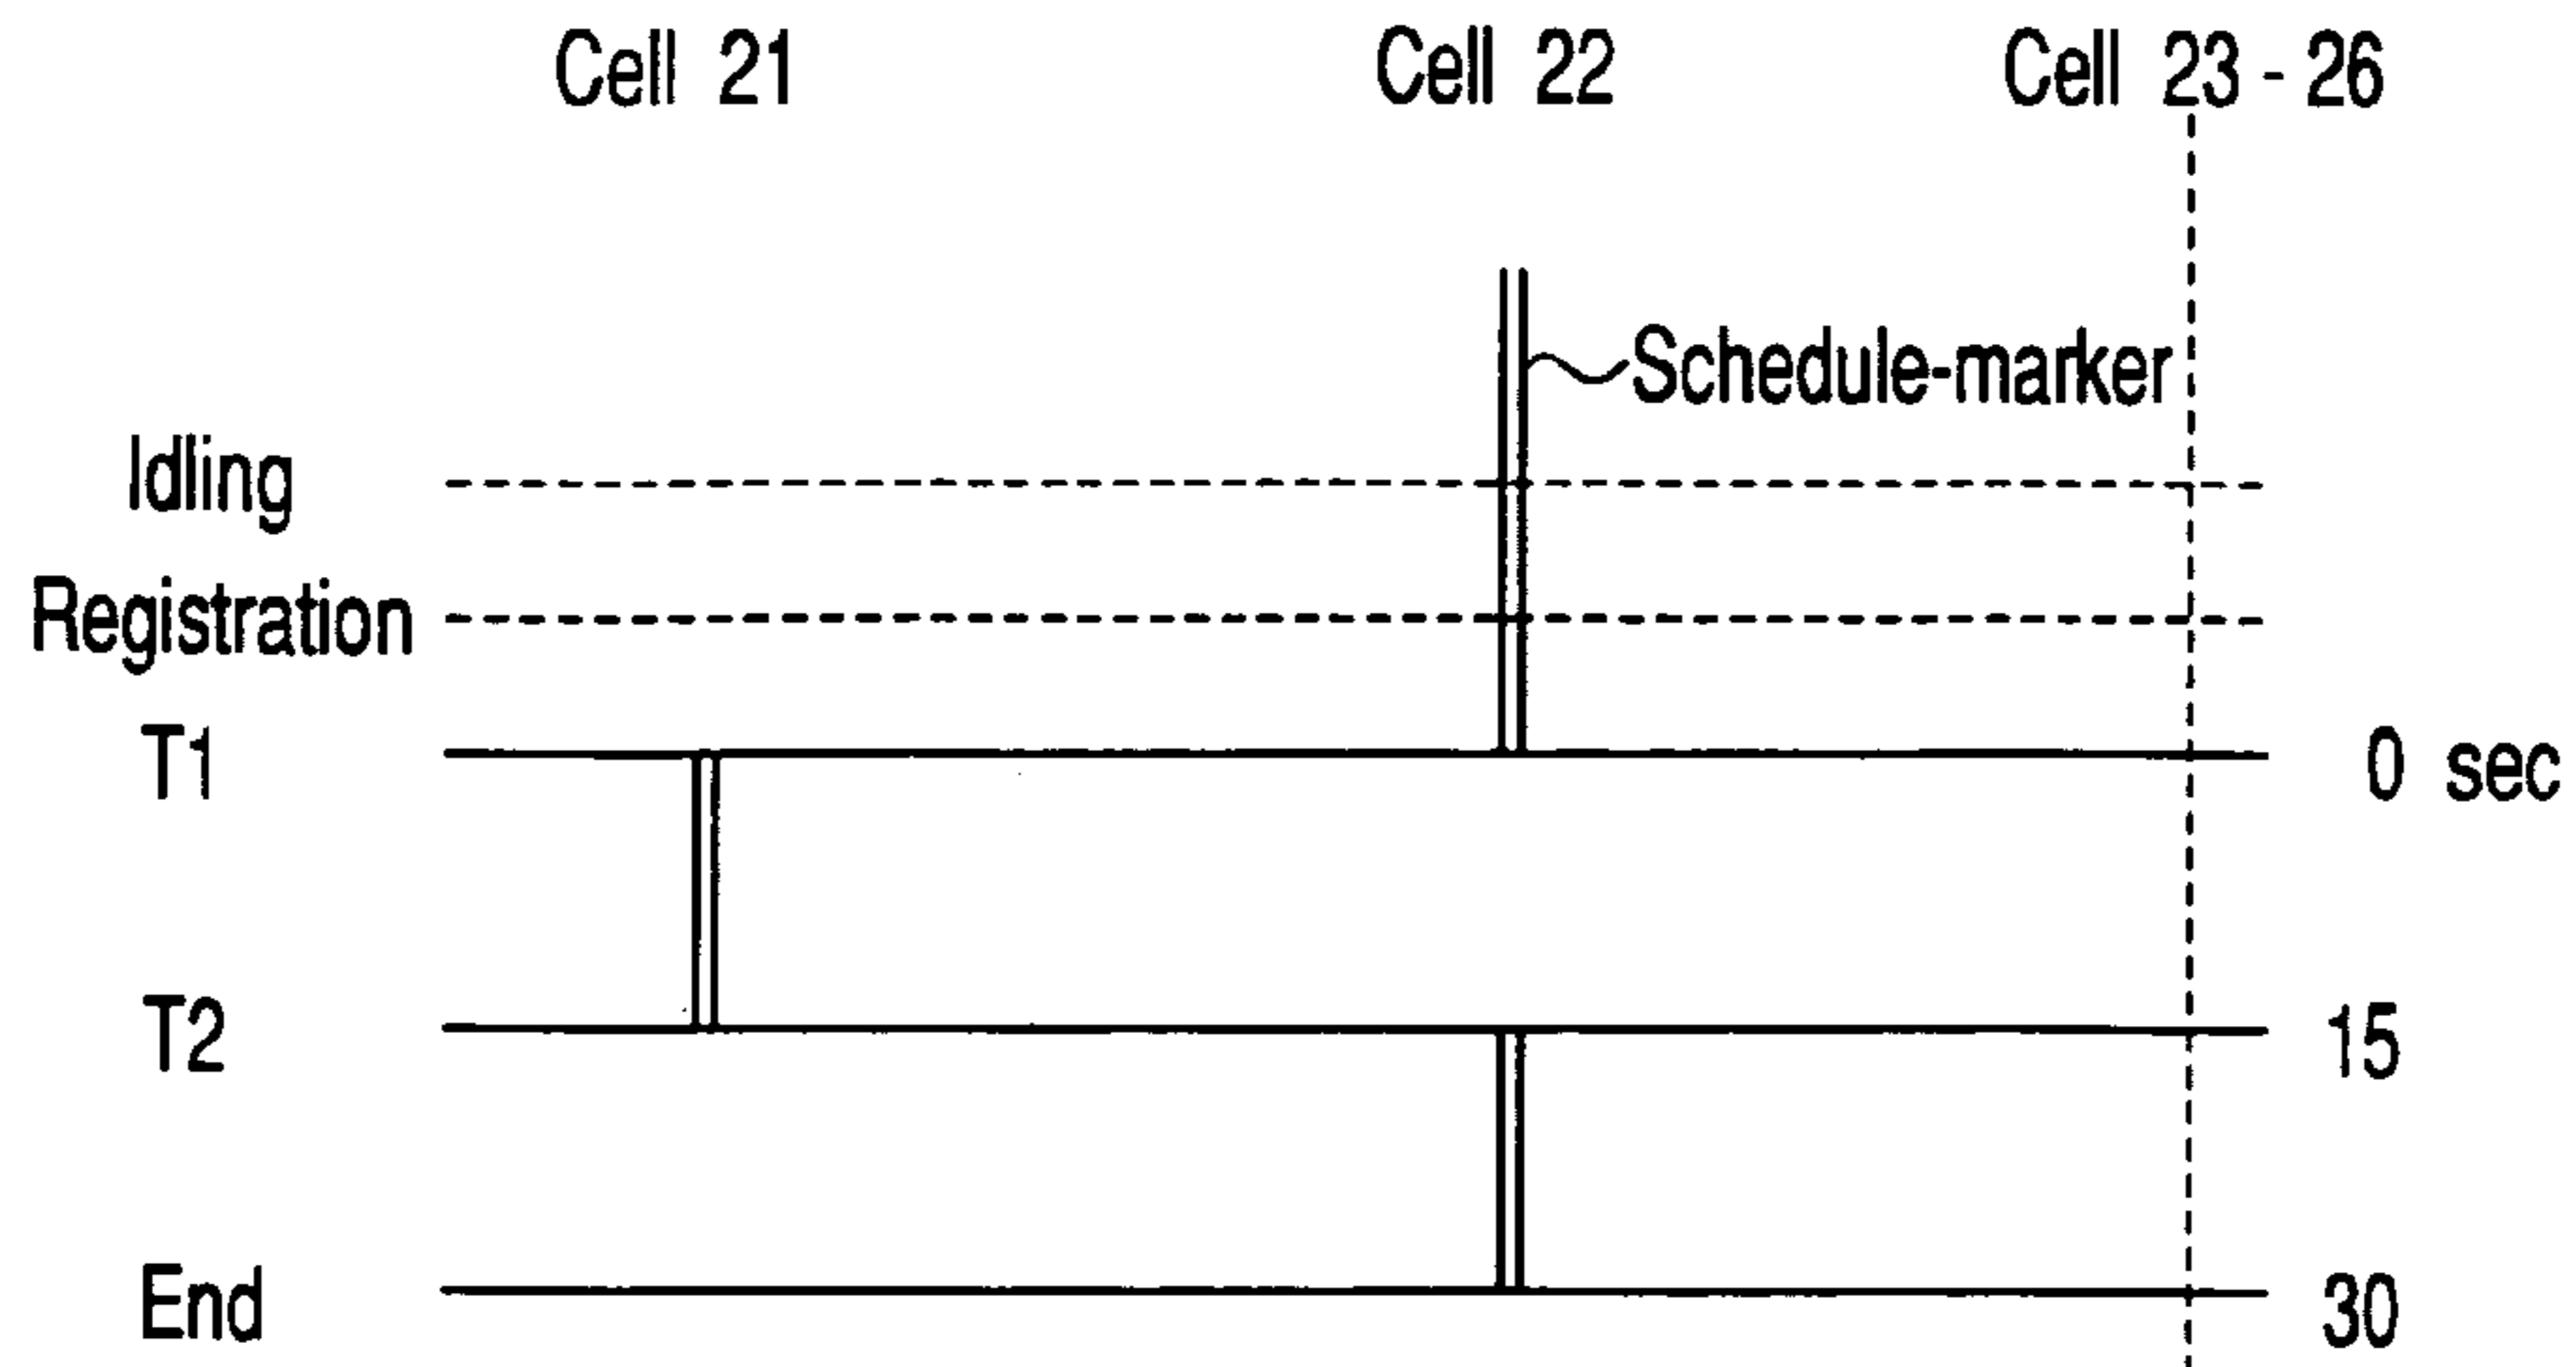 Cell 21 Cell 22 Cell 23 - 26
Schedule-marker
Idling
Registration
T1 0 sec
T2 15
End 30